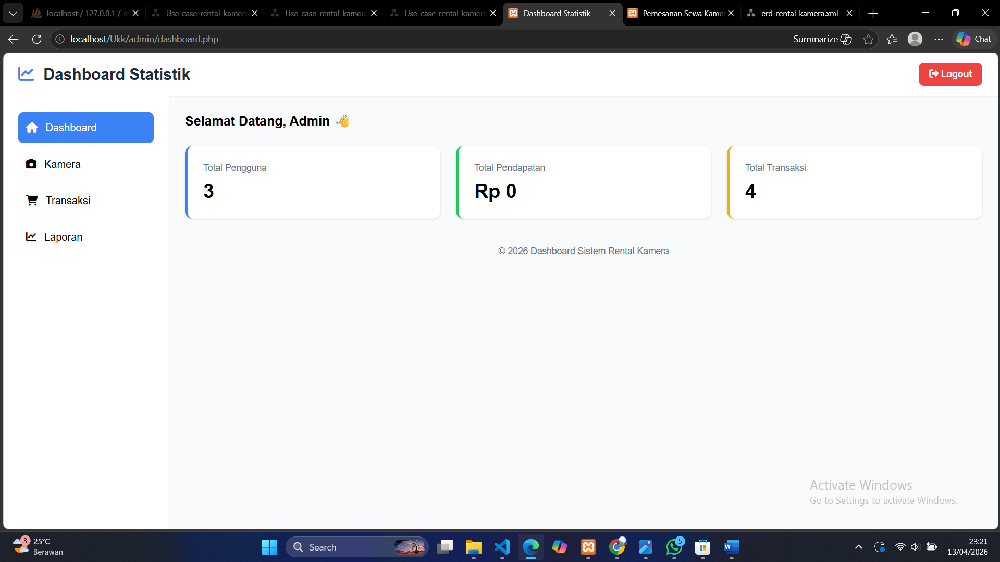 localhost / 127.0.0.1 / re
Use_case_rental_kamera
Use_case_rental_kamera
Use_case_rental_kamera
Dashboard Statistik
Pemesanan Sewa Kame
erd_rental_kamera.xml -
localhost/Ukk/admin/dashboard.php
Summarize
Chat
Dashboard Statistik
Logout
Dashboard
Kamera
Transaksi
Laporan
Selamat Datang, Admin 👋
Total Pengguna
3
Total Pendapatan
Rp 0
Total Transaksi
4
© 2026 Dashboard Sistem Rental Kamera
Activate Windows
Go to Settings to activate Windows.
3
25°C
Berawan
Search
5
23:21
13/04/2026